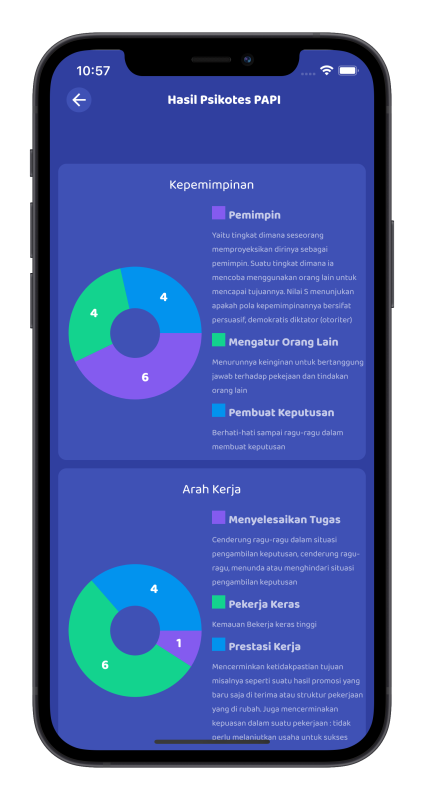 10:57
Hasil Psikotes PAPI
Kepemimpinan
Pemimpin
Yaitu tingkat dimana seseorang
memproyeksikan dirinya sebagai
pemimpin. Suatu tingkat dimana ia
mencoba menggunakan orang lain untuk
mencapai tujuannya. Nilai S menunjukan
apakah pola kepemimpinannya bersifat
persuasif, demokratis diktator (otoriter)
4
4
6
Mengatur Orang Lain
Menurunnya keinginan untuk bertanggung
jawab terhadap pekejaan dan tindakan
orang lain
Pembuat Keputusan
Berhati-hati sampai ragu-ragu dalam
membuat keputusan
Arah Kerja
Menyelesaikan Tugas
Cenderung ragu-ragu dalam situasi
pengambilan keputusan, cenderung ragu-
ragu, menunda atau menghindari situasi
pengambilan keputusan
4
1
6
Pekerja Keras
Kemauan Bekerja keras tinggi
Prestasi Kerja
Mencerminkan ketidakpastian tujuan
misalnya seperti suatu hasil promosi yang
baru saja di terima atau struktur pekerjaan
yang di rubah. Juga mencerminakan
kepuasan dalam suatu pekerjaan : tidak
perlu melanjutkan usaha untuk sukses